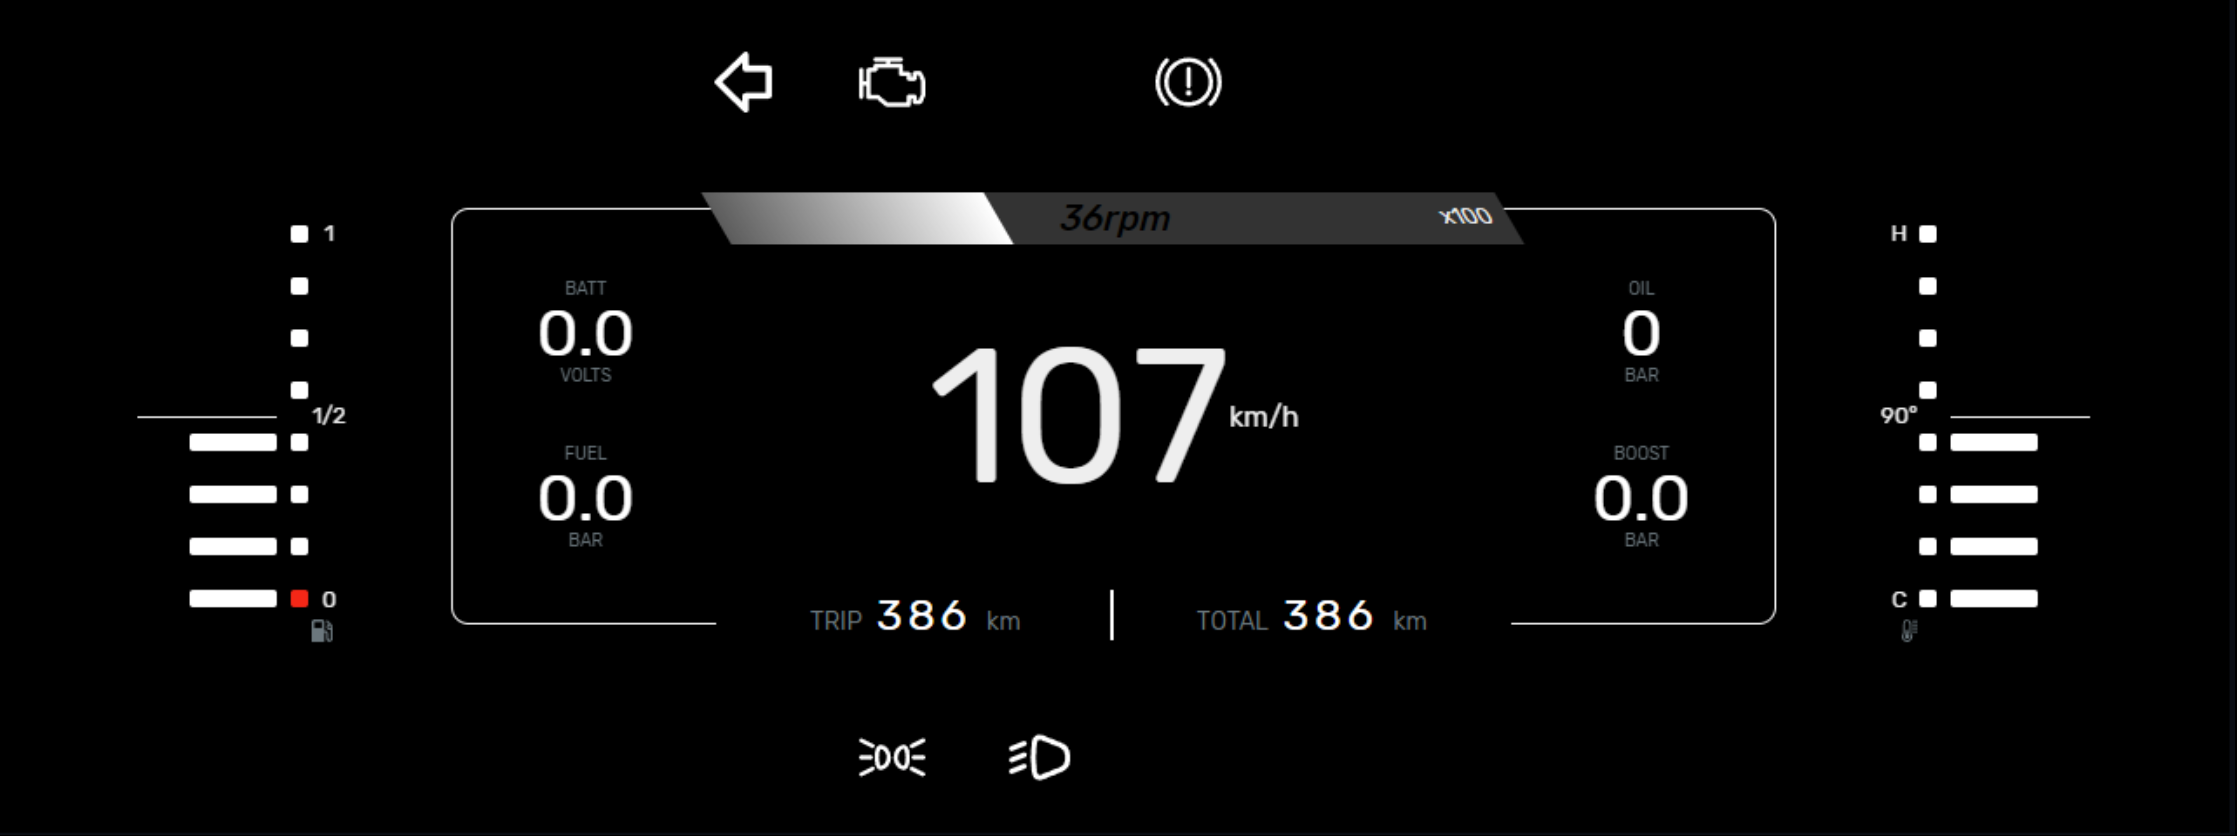 36rpm
x100
1
H
BATT
0.0
VOLTS
OIL
0
BAR
107 km/h
1/2
90°
FUEL
0.0
BAR
BOOST
0.0
BAR
0
C
TRIP 386 km
TOTAL 386 km